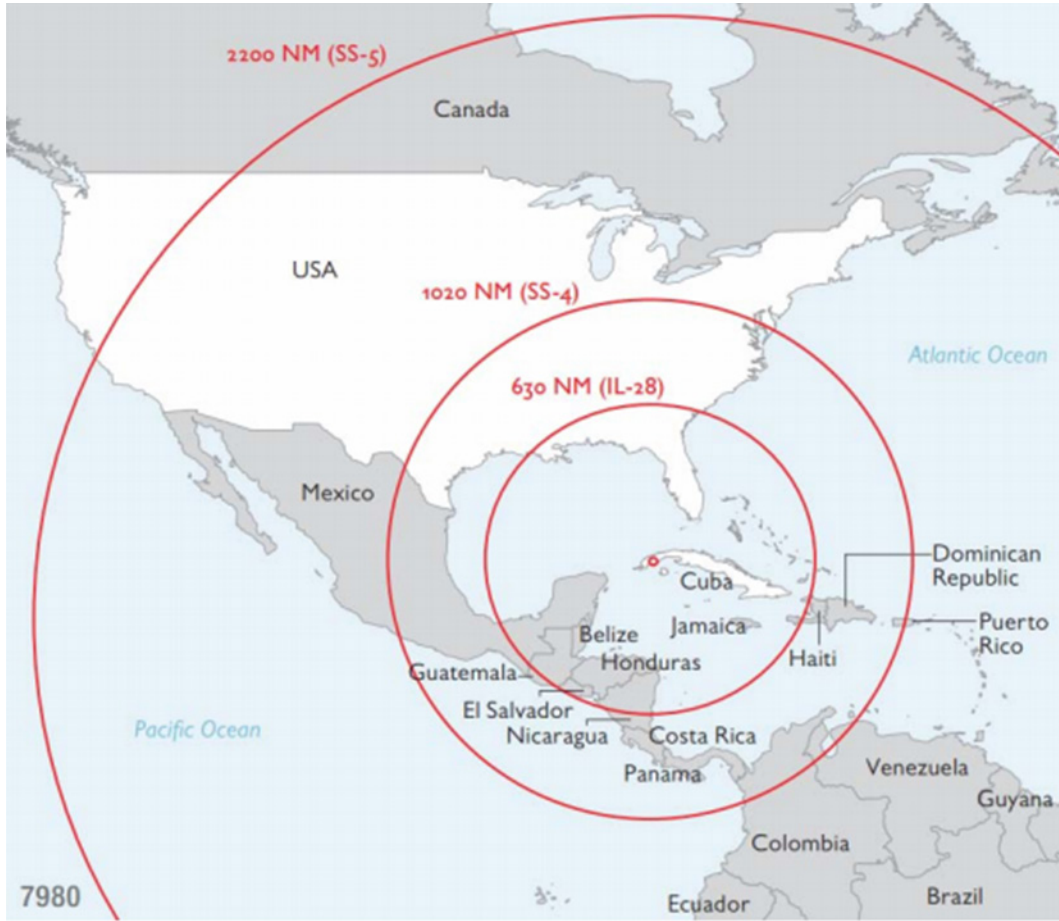 2200 NM (SS-5)
Canada
USA
1020 NM (SS-4)
Atlantic Ocean
630 NM (IL-28)
Mexico
Dominican
Republic
Cuba
Puerto
Rico
Jamaica
Belize
Haiti
Honduras
Guatemala
El Salvador
Pacific Ocean
Nicaragua
Costa Rica
Panama
Venezuela
Guyana
Colombia
7980
Ecuador
Brazil